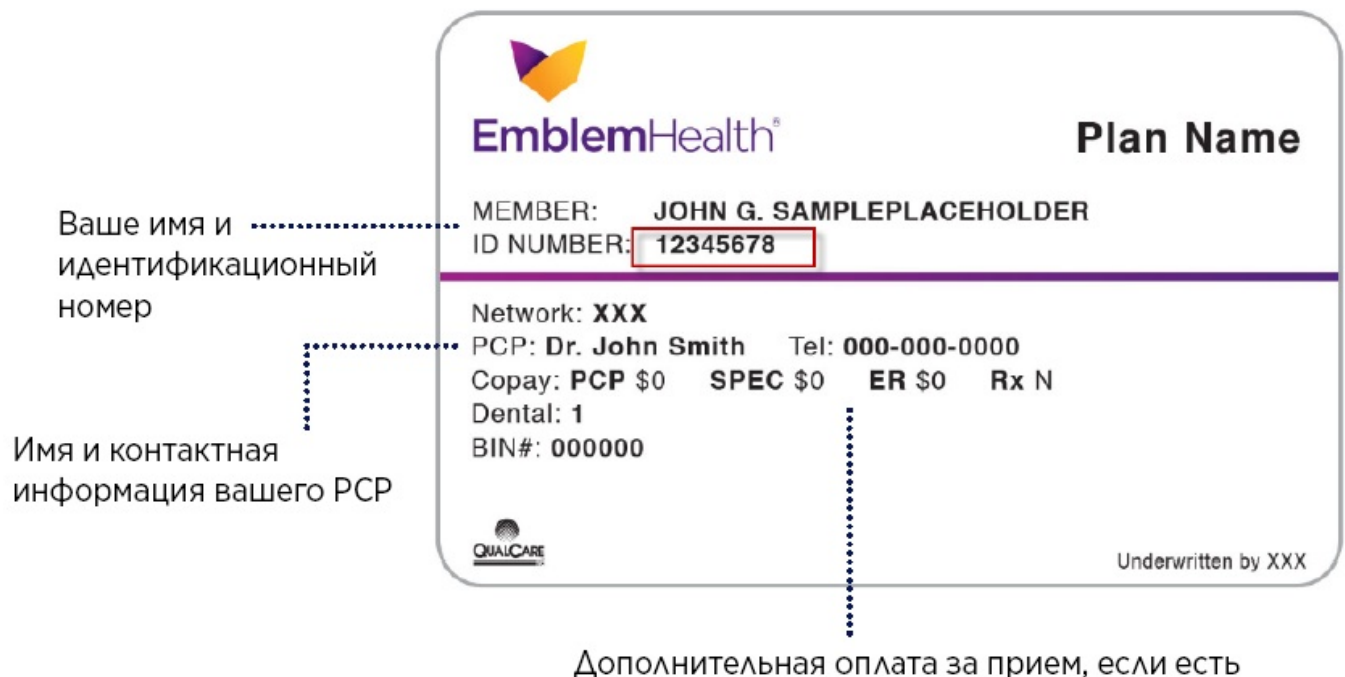 EmblemHealth®
Plan Name
Ваше имя и
идентификационный
номер
MEMBER: JOHN G. SAMPLEPLACEHOLDER
ID NUMBER: 12345678
Network: XXX
PCP: Dr. John Smith Tel: 000-000-0000
Copay: PCP $0 SPEC $0 ER $0 Rx N
Dental: 1
BIN#: 000000
Имя и контактная
информация вашего PCP
QUALCARE
Underwritten by XXX
Дополнительная оплата за прием, если есть